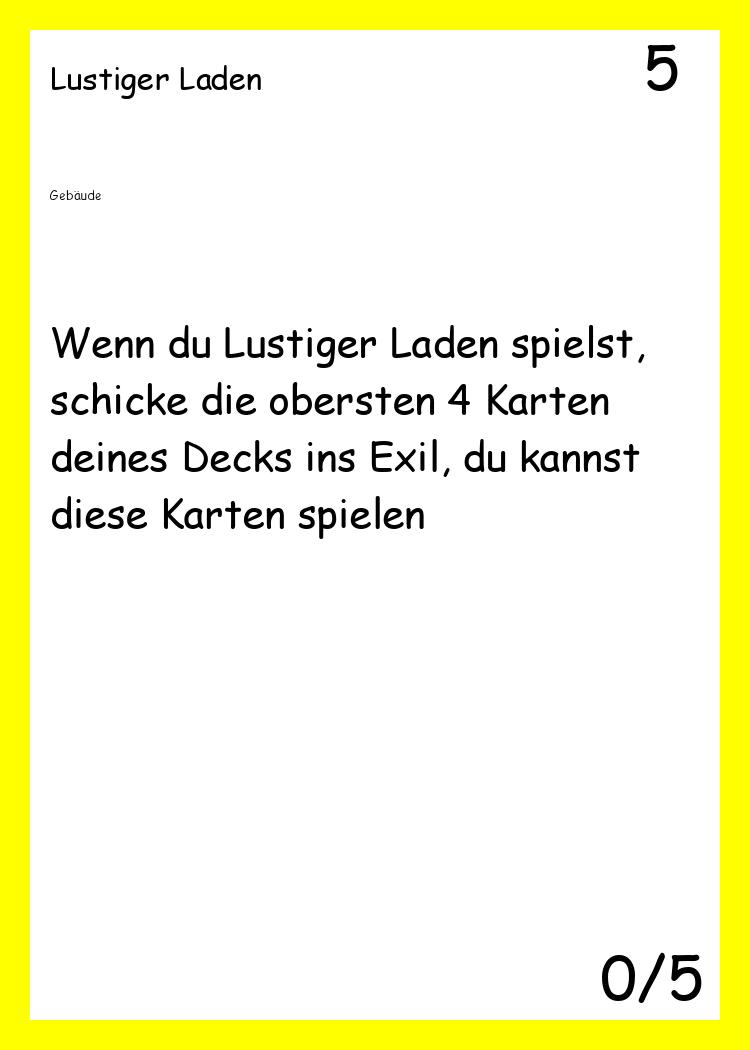 Lustiger Laden
5
Gebäude
Wenn du Lustiger Laden spielst,
schicke die obersten 4 Karten
deines Decks ins Exil, du kannst
diese Karten spielen
0/5